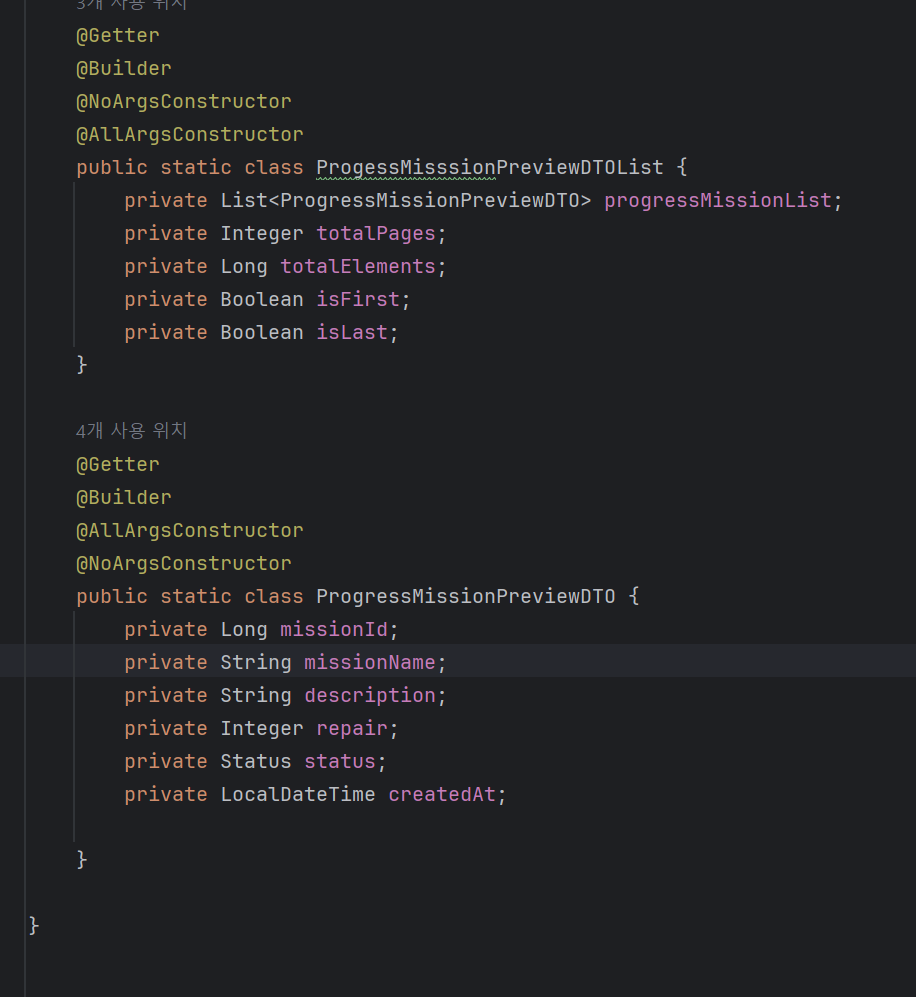 3개 사용 위치
@Getter
@Builder
@NoArgsConstructor
@AllArgsConstructor
public static class ProgessMisssionPreviewDTOList {
    private List<ProgressMissionPreviewDTO> progressMissionList;
    private Integer totalPages;
    private Long totalElements;
    private Boolean isFirst;
    private Boolean isLast;
}
4개 사용 위치
@Getter
@Builder
@AllArgsConstructor
@NoArgsConstructor
public static class ProgressMissionPreviewDTO {
    private Long missionId;
    private String missionName;
    private String description;
    private Integer repair;
    private Status status;
    private LocalDateTime createdAt;
}
}